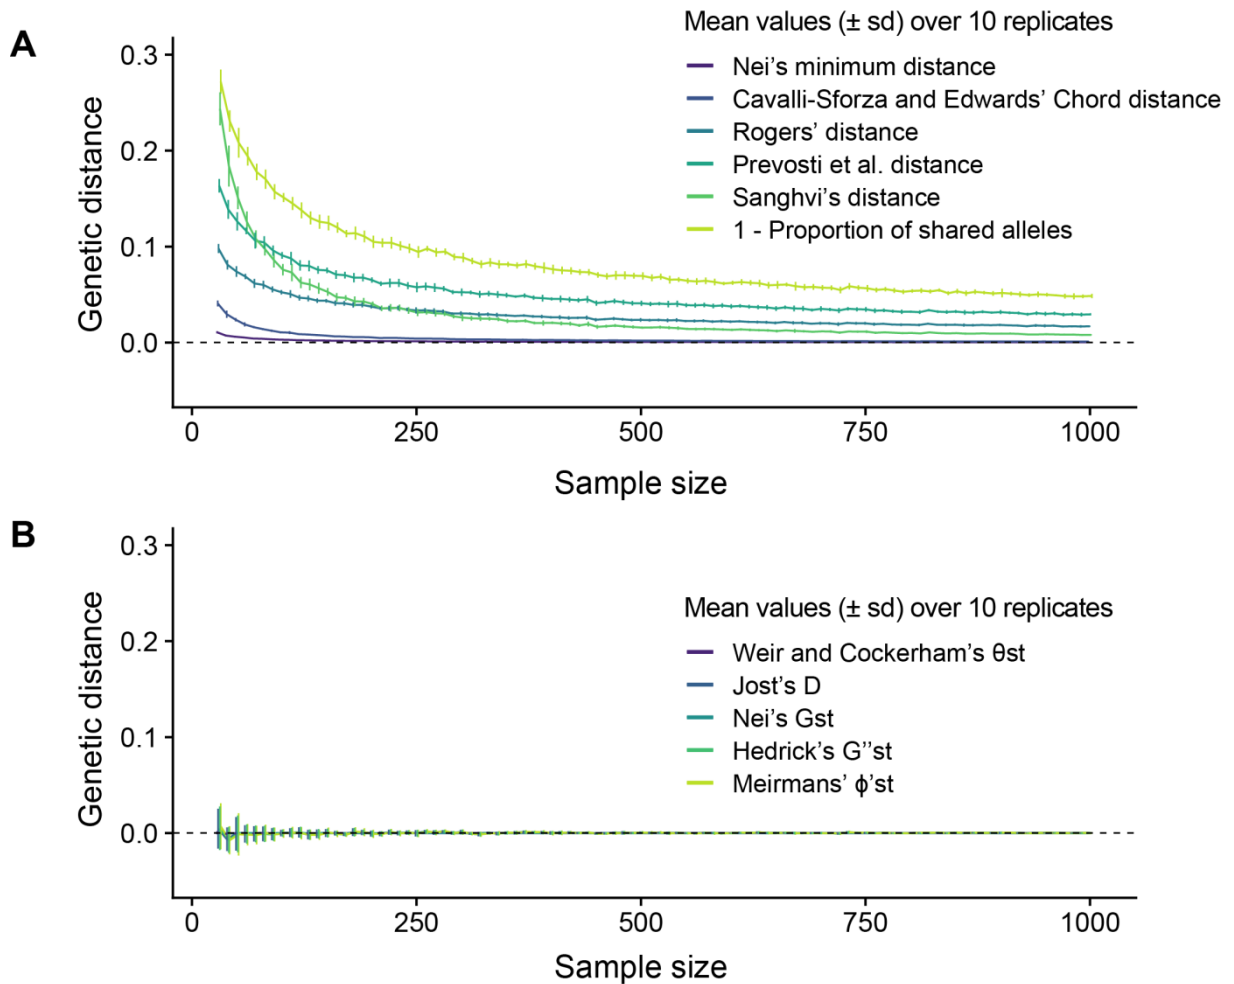 A
Mean values (± sd) over 10 replicates
Nei’s minimum distance
Cavalli-Sforza and Edwards’ Chord distance
Rogers’ distance
Prevosti et al. distance
Sanghvi’s distance
1 - Proportion of shared alleles
Genetic distance
0.3
0.2
0.1
0.0
0 250 500 750 1000
Sample size
B
Mean values (± sd) over 10 replicates
Weir and Cockerham’s θst
Jost’s D
Nei’s Gst
Hedrick’s G’’st
Meirmans’ ϕ’st
Genetic distance
0.3
0.2
0.1
0.0
0 250 500 750 1000
Sample size